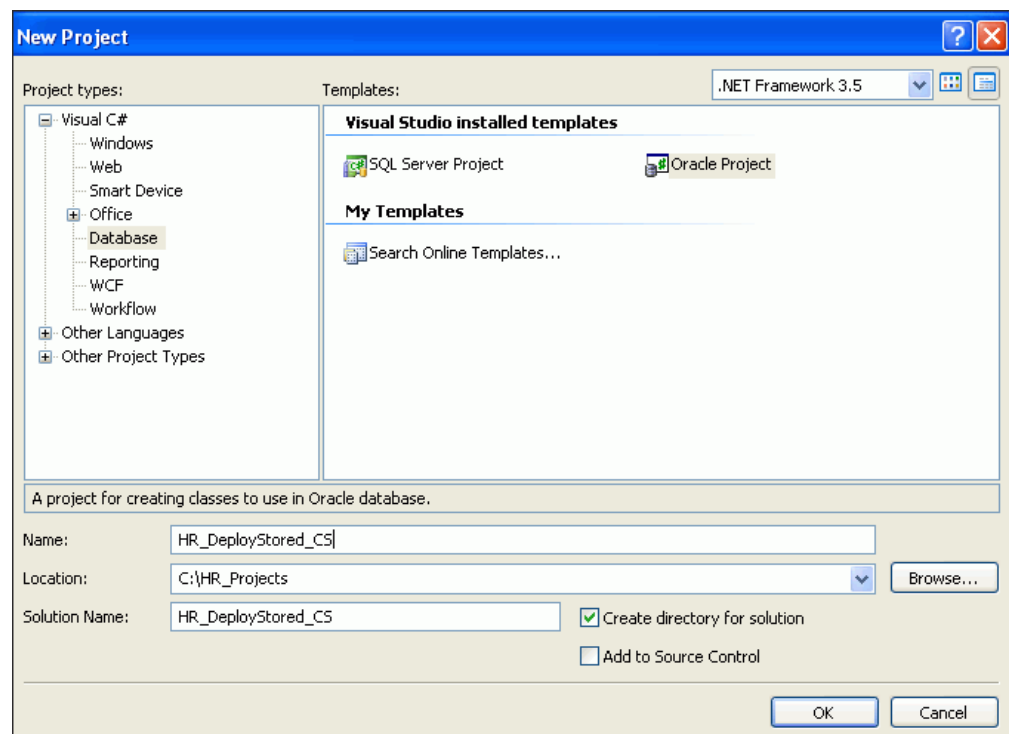 New Project
Project types:
Templates:
.NET Framework 3.5
Visual C#
Windows
Web
Smart Device
Office
Database
Reporting
WCF
Workflow
Other Languages
Other Project Types
Visual Studio installed templates
SQL Server Project
Oracle Project
My Templates
Search Online Templates...
A project for creating classes to use in Oracle database.
Name:
HR_DeployStored_CS
Location:
C:\HR_Projects
Browse...
Solution Name:
HR_DeployStored_CS
Create directory for solution
Add to Source Control
OK
Cancel